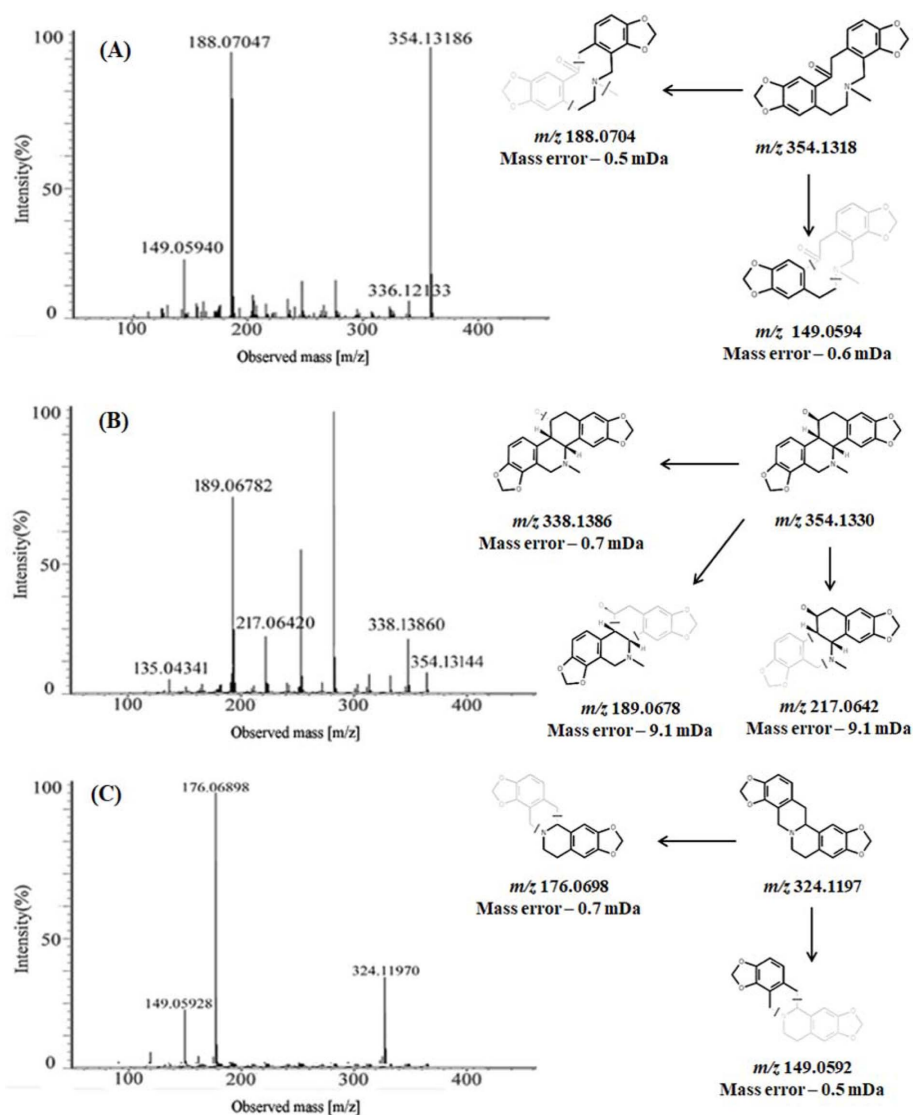 (A)
100
50
0
Intensity(%)
188.07047
354.13186
149.05940
336.12133
100
200
300
400
Observed mass [m/z]
m/z 188.0704
Mass error – 0.5 mDa
m/z 354.1318
m/z 149.0594
Mass error – 0.6 mDa
(B)
100
50
0
Intensity(%)
189.06782
217.06420
338.13860
135.04341
354.13144
100
200
300
400
Observed mass [m/z]
m/z 338.1386
Mass error – 0.7 mDa
m/z 354.1330
m/z 189.0678
Mass error – 9.1 mDa
m/z 217.0642
Mass error – 9.1 mDa
(C)
100
50
0
Intensity(%)
176.06898
324.11970
149.05928
100
200
300
400
Observed mass [m/z]
m/z 176.0698
Mass error – 0.7 mDa
m/z 324.1197
m/z 149.0592
Mass error – 0.5 mDa